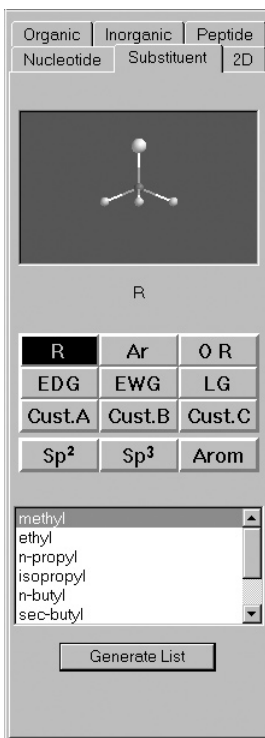 Organic Inorganic Peptide
Nucleotide Substituent 2D
R
R Ar O R
EDG EWG LG
Cust.A Cust.B Cust.C
Sp² Sp³ Arom
methyl
ethyl
n-propyl
isopropyl
n-butyl
sec-butyl
Generate List